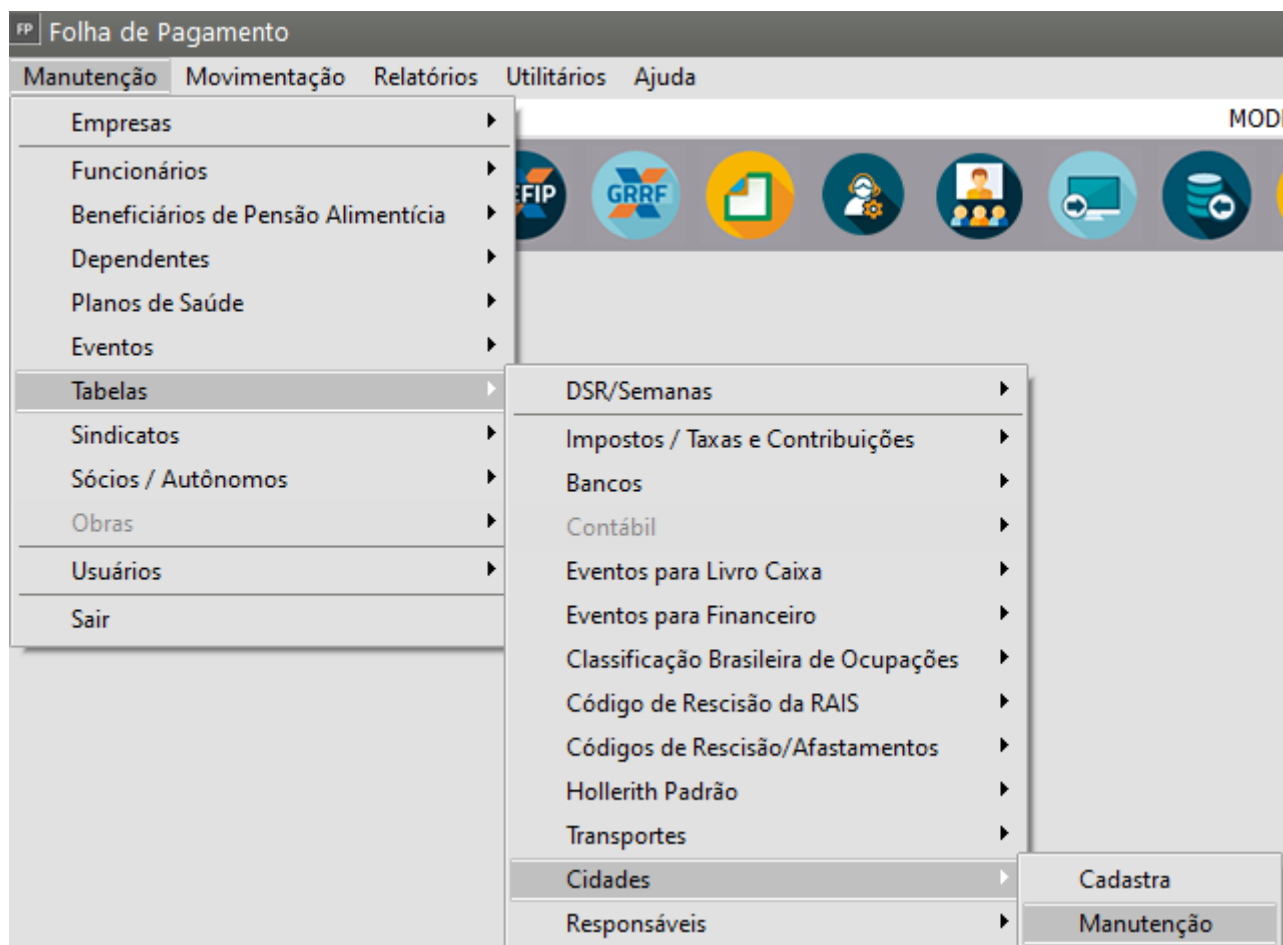 FP Folha de Pagamento
Manutenção Movimentação Relatórios Utilitários Ajuda
Empresas
Funcionários
Beneficiários de Pensão Alimentícia
Dependentes
Planos de Saúde
Eventos
Tabelas
Sindicatos
Sócios / Autônomos
Obras
Usuários
Sair
MODI
EFIP
GRRF
DSR/Semanas
Impostos / Taxas e Contribuições
Bancos
Contábil
Eventos para Livro Caixa
Eventos para Financeiro
Classificação Brasileira de Ocupações
Código de Rescisão da RAIS
Códigos de Rescisão/Afastamentos
Hollerith Padrão
Transportes
Cidades
Responsáveis
Cadastra
Manutenção